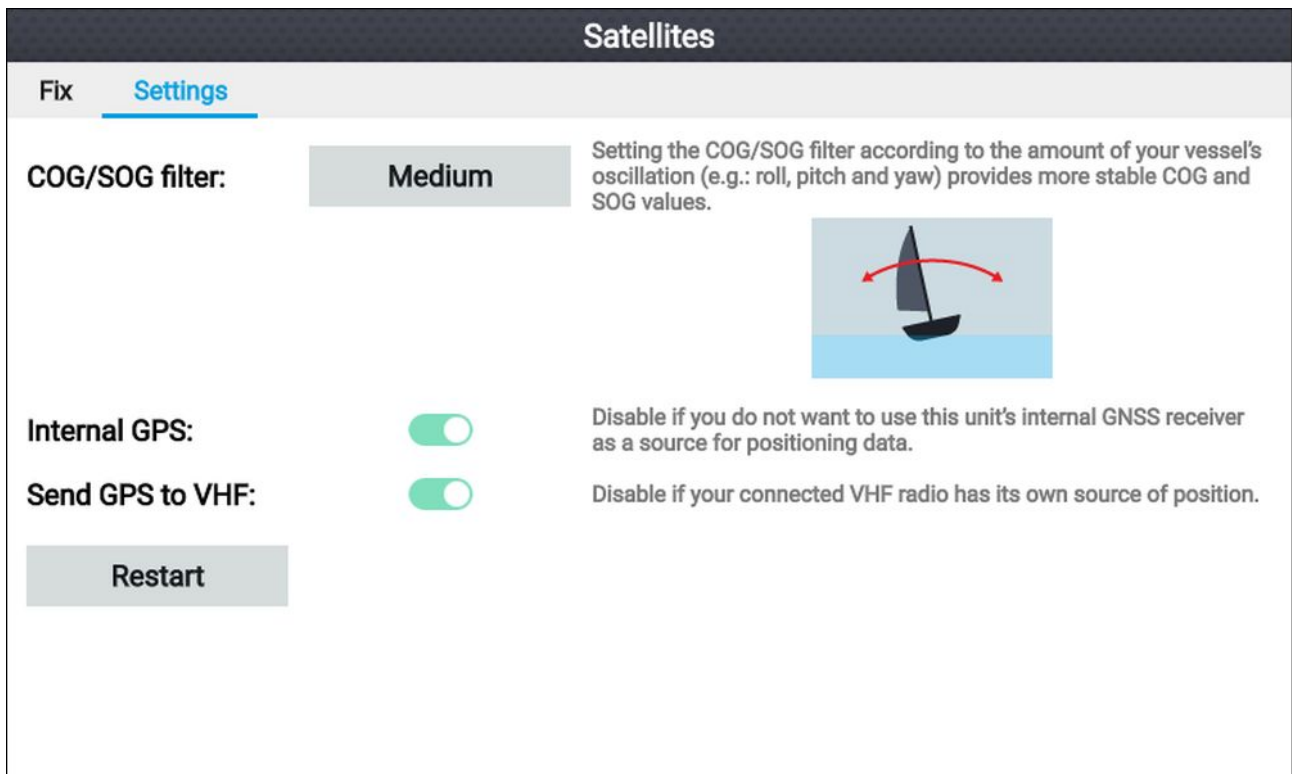 Satellites
Fix
Settings
COG/SOG filter:
Medium
Setting the COG/SOG filter according to the amount of your vessel's
oscillation (e.g.: roll, pitch and yaw) provides more stable COG and
SOG values.
Internal GPS:
Disable if you do not want to use this unit's internal GNSS receiver
as a source for positioning data.
Send GPS to VHF:
Disable if your connected VHF radio has its own source of position.
Restart